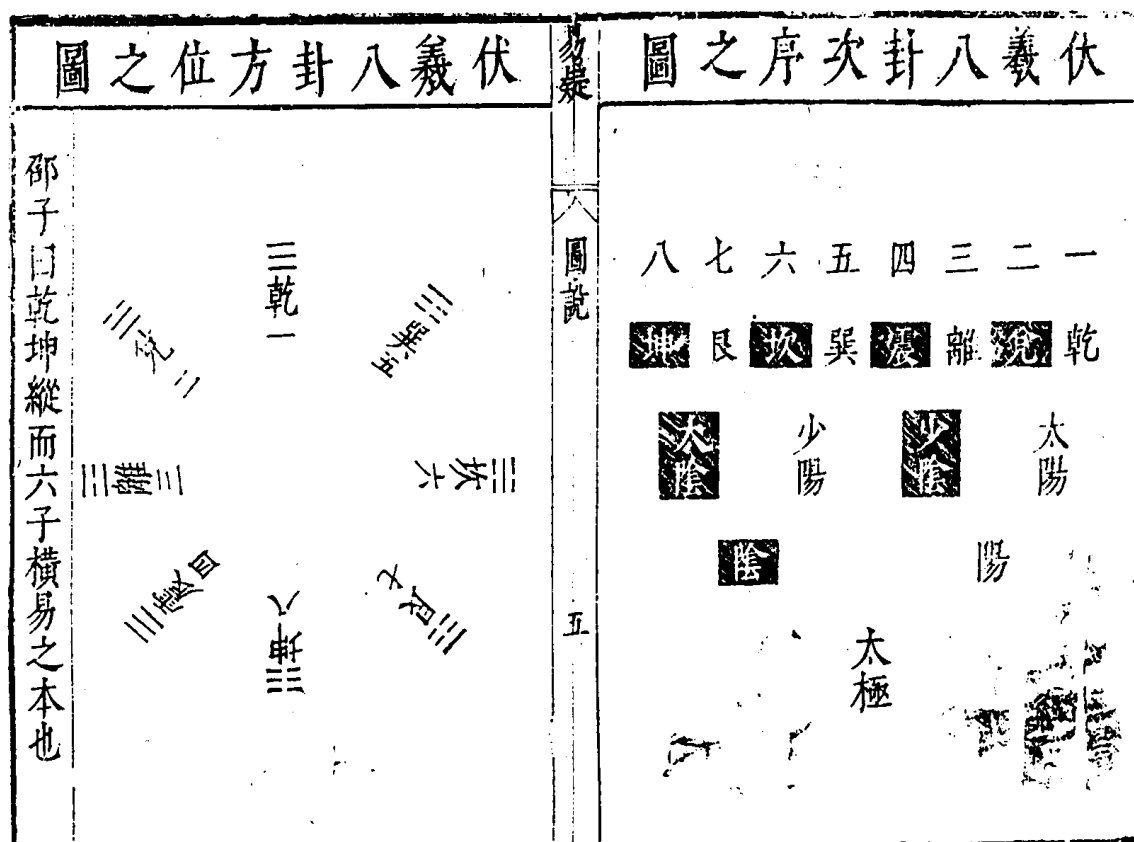 伏羲八卦次序之圖
一 二 三 四 五 六 七 八
乾 兌 離 震 巽 坎 艮 坤
太陽 少陰 少陽 太陰
陽 陰
太極
易疑 圖說 五
伏羲八卦方位之圖
乾一
兌二
離三
震四
巽五
坎六
艮七
坤八
邵子曰乾坤縱而六子橫易之本也